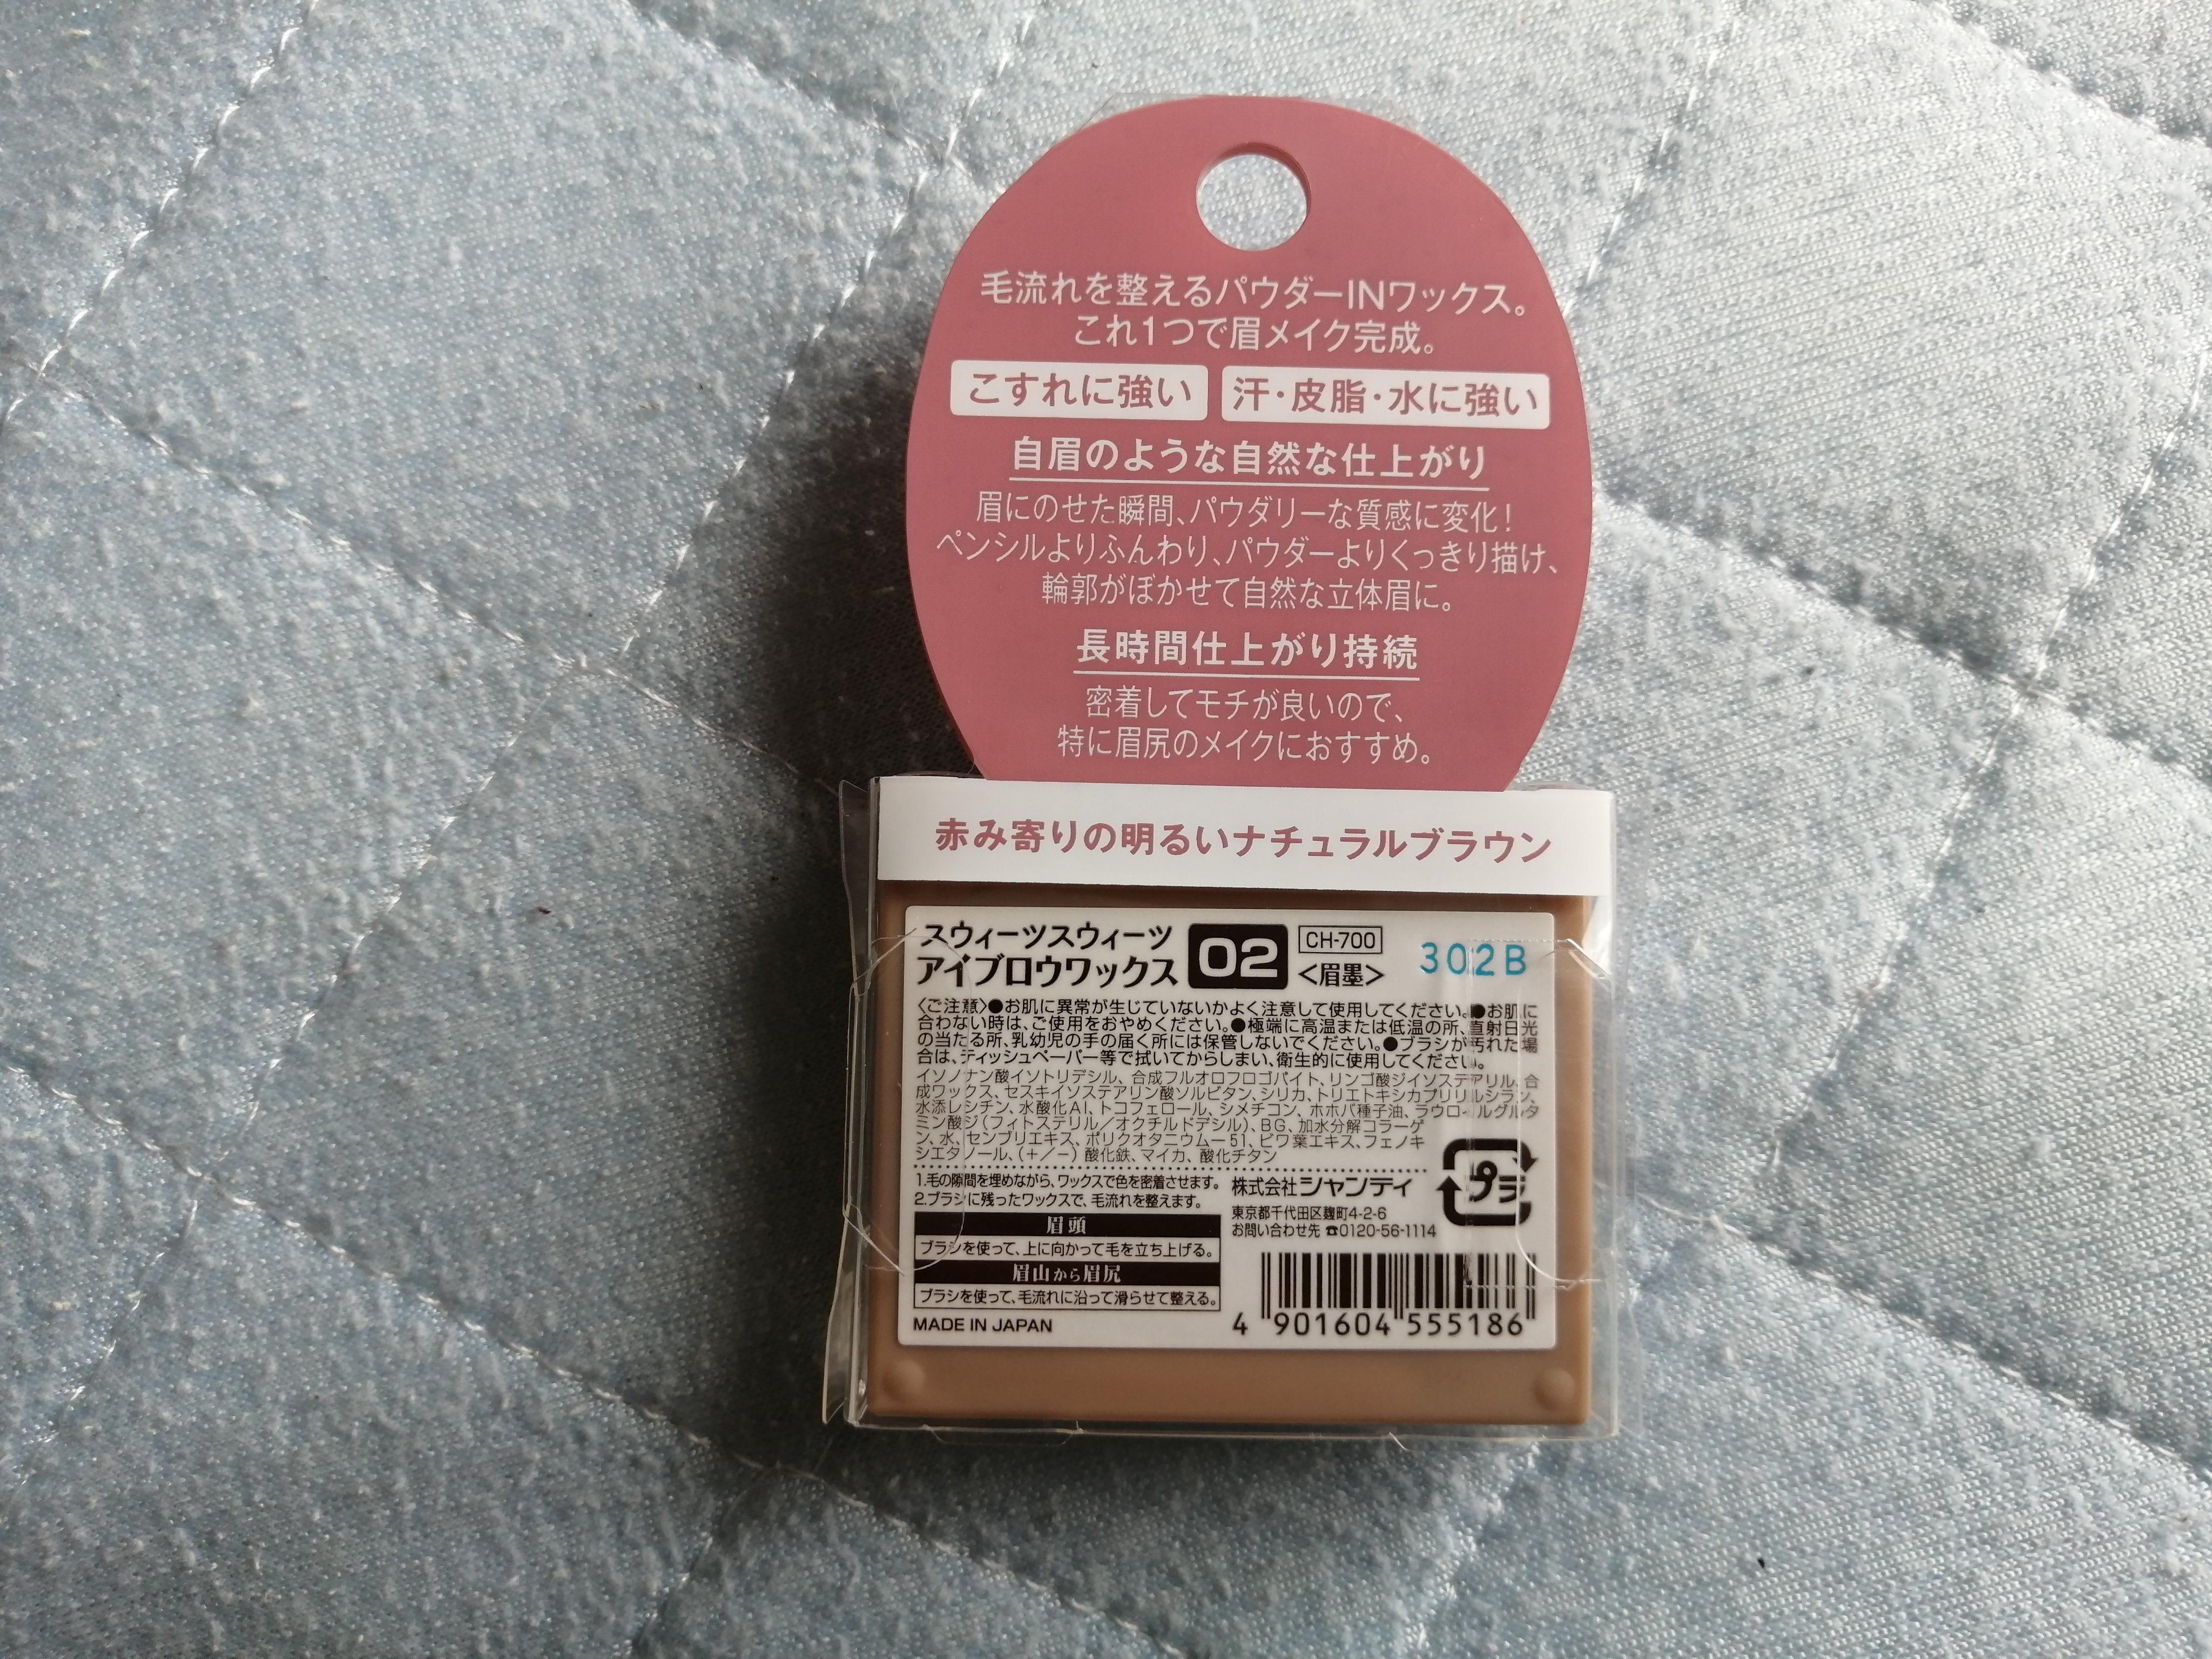 毛流れを整えるパウダーINワックス。
これ1つで眉メイク完成。
こすれに強い 汗・皮脂・水に強い
自眉のような自然な仕上がり
眉にのせた瞬間、パウダリーな質感に変化!
ペンシルよりふんわり、パウダーよりくっきり描け、
輪郭がぼかせて自然な立体眉に。
長時間仕上がり持続
密着してモチが良いので、
特に眉尻のメイクにおすすめ。
赤み寄りの明るいナチュラルブラウン
スウィーツスウィーツ
アイブロウワックス 02 CH-700 <眉墨> 302B
〈ご注意〉●お肌に異常が生じていないかよく注意して使用してください。●お肌に
合わない時は、ご使用をおやめください。●極端に高温または低温の所、直射日光
の当たる所、乳幼児の手の届く所には保管しないでください。●ブラシが汚れた場
合は、ティッシュペーパー等で拭いてからしまい、衛生的に使用してください。
イソノナン酸イソトリデシル、合成フルオロフロゴパイト、リンゴ酸ジイソステアリル、合
成ワックス、セスキイソステアリン酸ソルビタン、シリカ、トリエトキシカプリリルシラン、
水添レシチン、水酸化Al、トコフェロール、シメチコン、ホホバ種子油、ラウロイルグルタ
ミン酸ジ(フィトステリル/オクチルドデシル)、BG、加水分解コラーゲ
ン、水、センブリエキス、ポリクオタニウム-51、ビワ葉エキス、フェノキ
シエタノール、(+/-)酸化鉄、マイカ、酸化チタン
1.毛の隙間を埋めながら、ワックスで色を密着させます。
2.ブラシに残ったワックスで、毛流れを整えます。
眉頭
ブラシを使って、上に向かって毛を立ち上げる。
眉山から眉尻
ブラシを使って、毛流れに沿って滑らせて整える。
MADE IN JAPAN
株式会社シャンティ
東京都千代田区麹町4-2-6
お問い合わせ先 ☎0120-56-1114
プラ
4 901604 555186